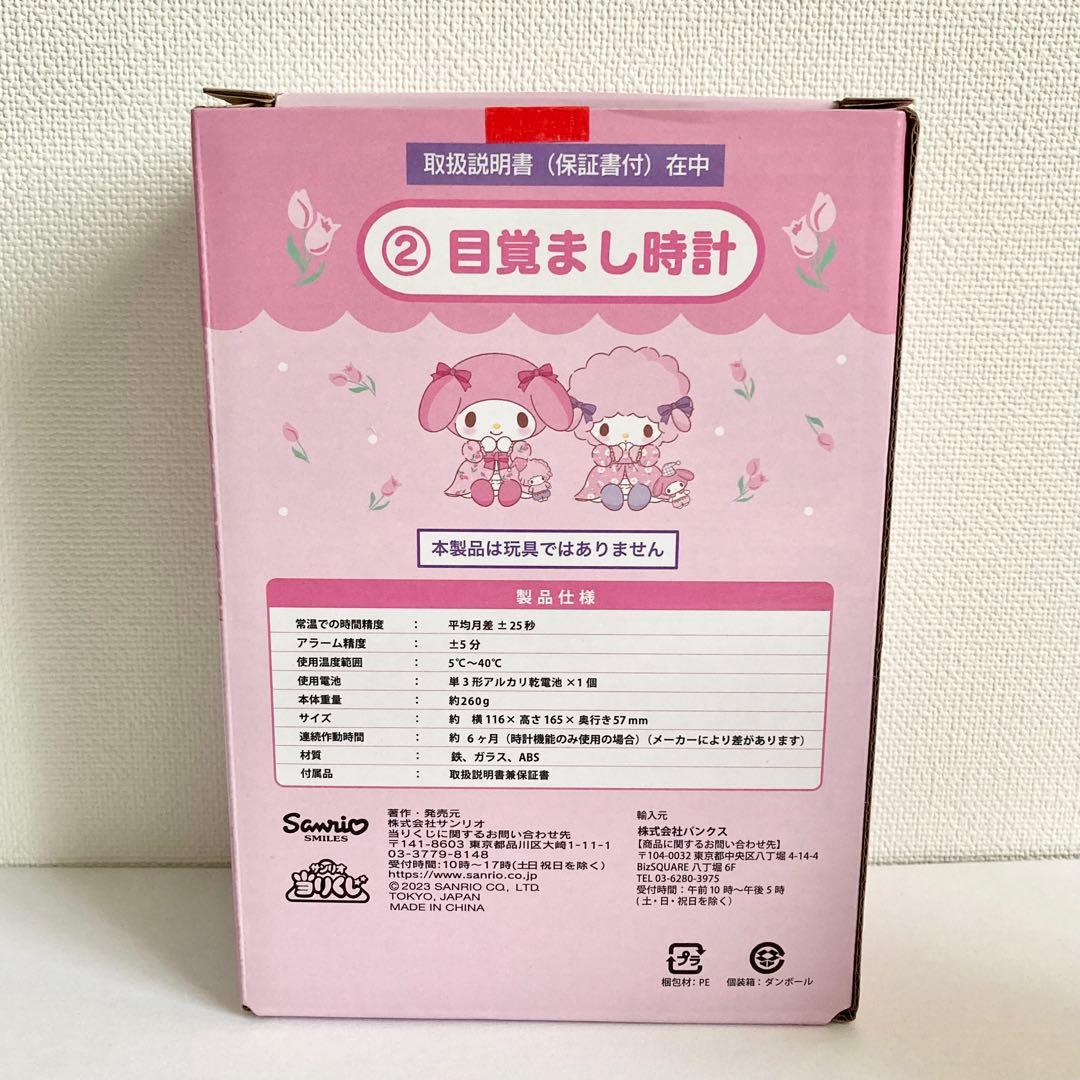 取扱説明書（保証書付）在中
② 目覚まし時計
本製品は玩具ではありません
製品仕様
常温での時間精度 ： 平均月差 ±25秒
アラーム精度 ： ±5分
使用温度範囲 ： 5℃～40℃
使用電池 ： 単3形アルカリ乾電池 ×1個
本体重量 ： 約260g
サイズ ： 約 横116× 高さ165× 奥行き57mm
連続作動時間 ： 約 6ヶ月（時計機能のみ使用の場合）（メーカーにより差があります）
材質 ： 鉄、ガラス、ABS
付属品 ： 取扱説明書兼保証書
Sanrio
SMILES
サンリオ
当りくじ
著作・発売元
株式会社サンリオ
当りくじに関するお問い合わせ先
〒141-8603 東京都品川区大崎1-11-1
03-3779-8148
受付時間:10時～17時(土日祝日を除く)
https://www.sanrio.co.jp
©2023 SANRIO CO., LTD.
TOKYO, JAPAN
MADE IN CHINA
輸入元
株式会社バンクス
【商品に関するお問い合わせ先】
〒104-0032 東京都中央区八丁堀 4-14-4
BizSQUARE 八丁堀 6F
TEL 03-6280-3975
受付時間：午前10時～午後5時
(土・日・祝日を除く)
プラ
梱包材：PE
個装箱：ダンボール